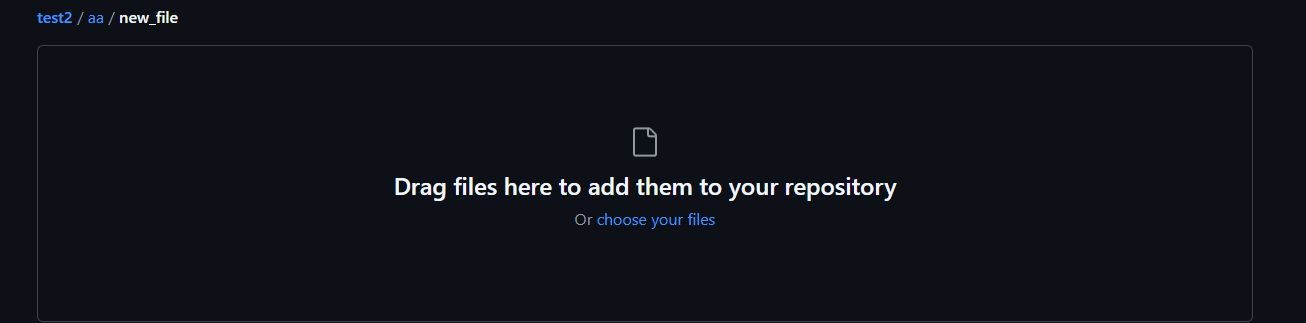 test2 / aa / new_file
Drag files here to add them to your repository
Or choose your files